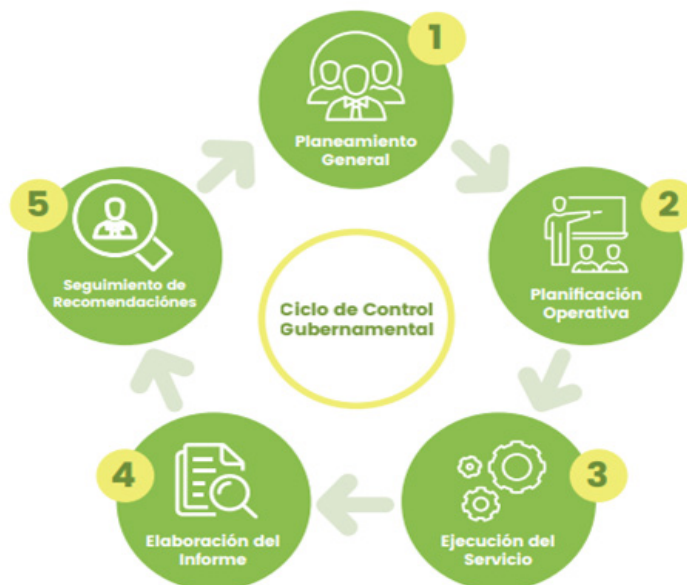 1
Planeamiento
General
2
Planificación
Operativa
3
Ejecución del
Servicio
4
Elaboración del
Informe
5
Seguimiento de
Recomendaciónes
Ciclo de Control
Gubernamental